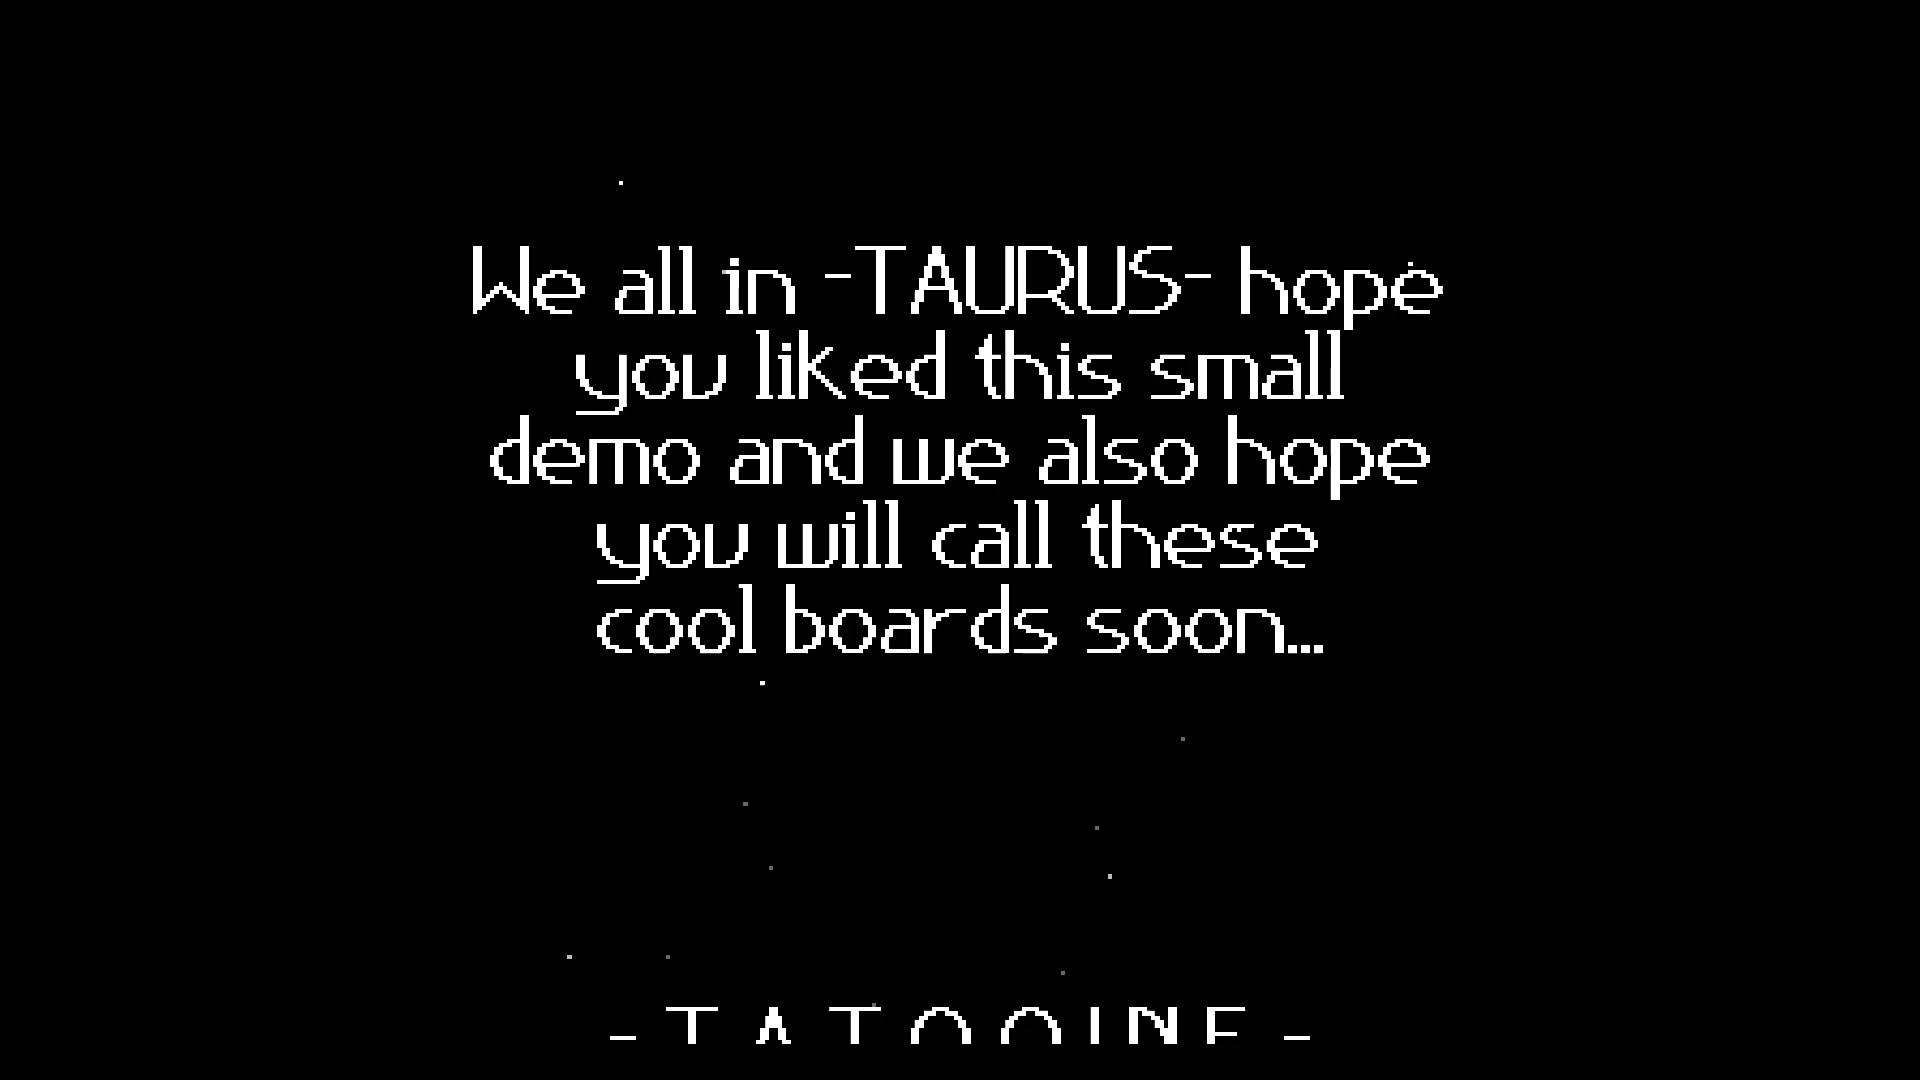 We all in -TAURUS- hope
you liked this small
demo and we also hope
you will call these
cool boards soon...
- T A T O O I N E -